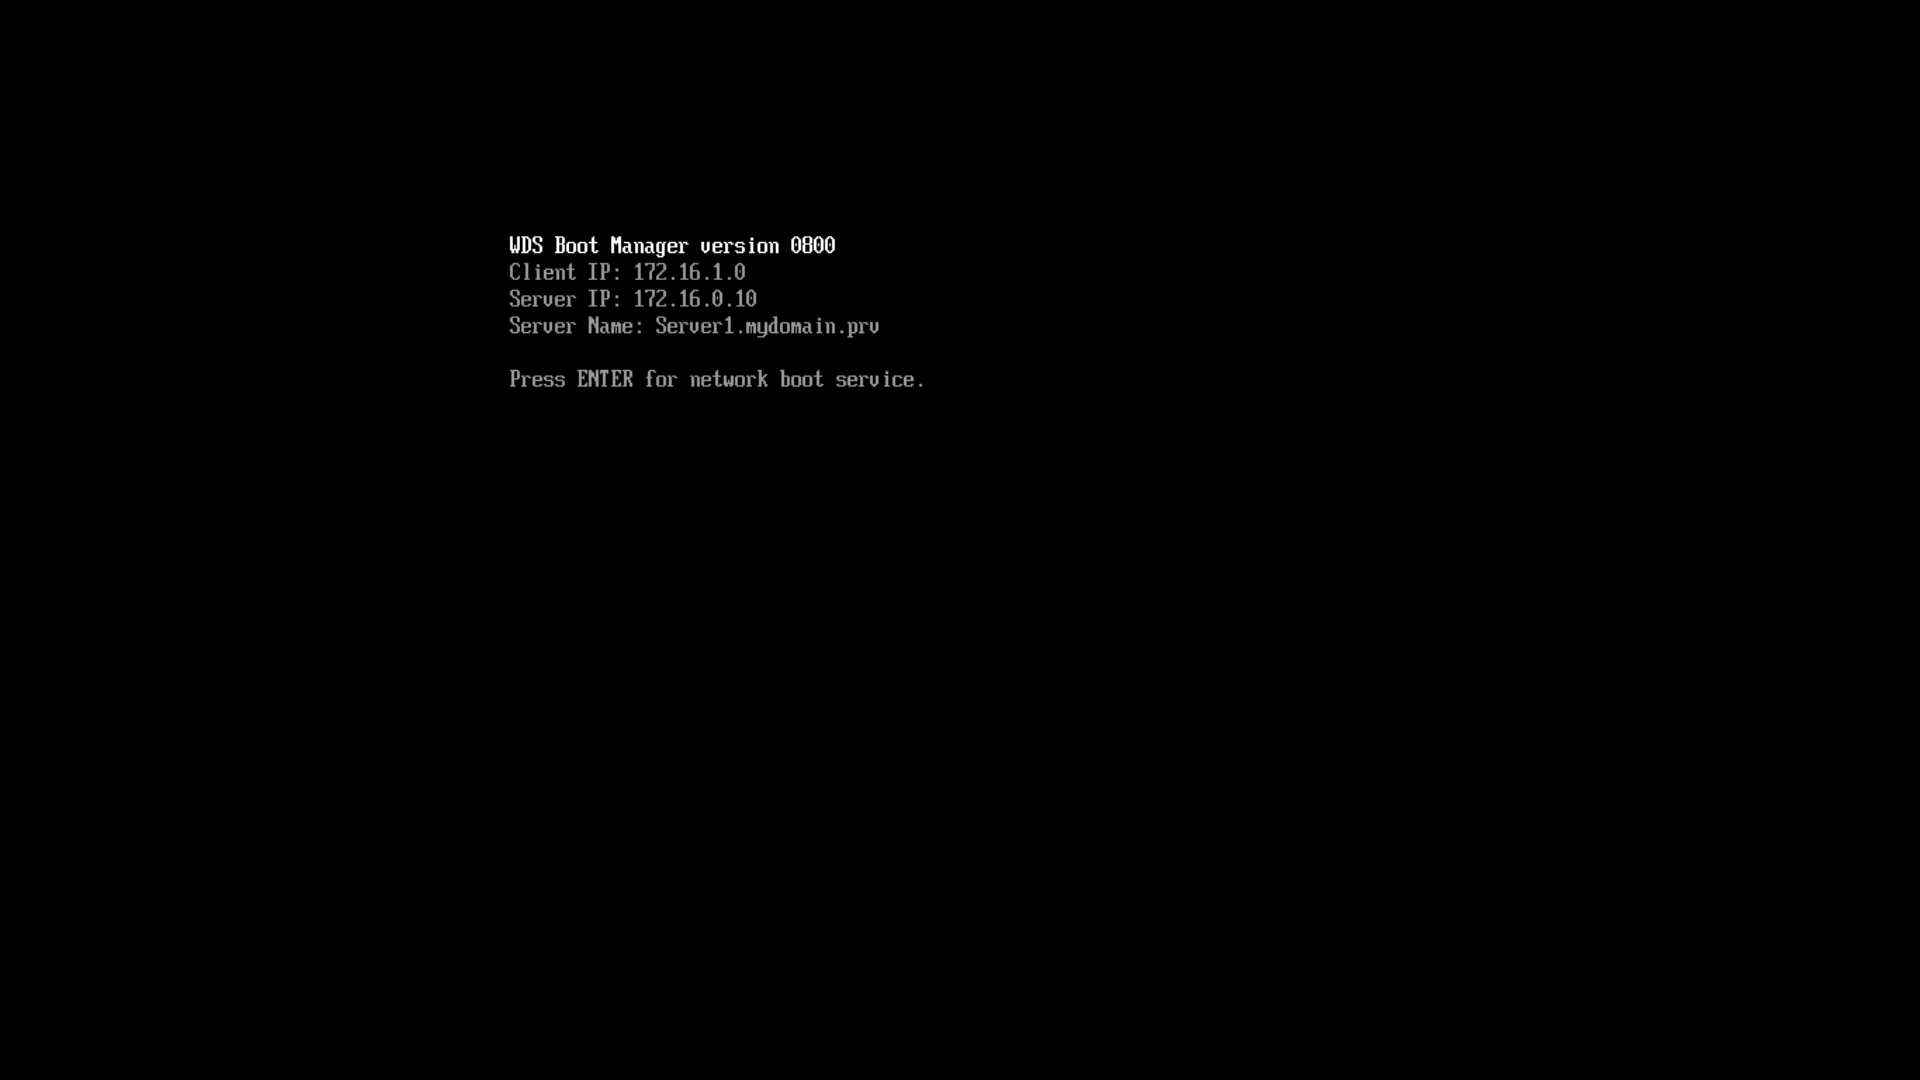 WDS Boot Manager version 0800
Client IP: 172.16.1.0
Server IP: 172.16.0.10
Server Name: Server1.mydomain.prv
Press ENTER for network boot service.